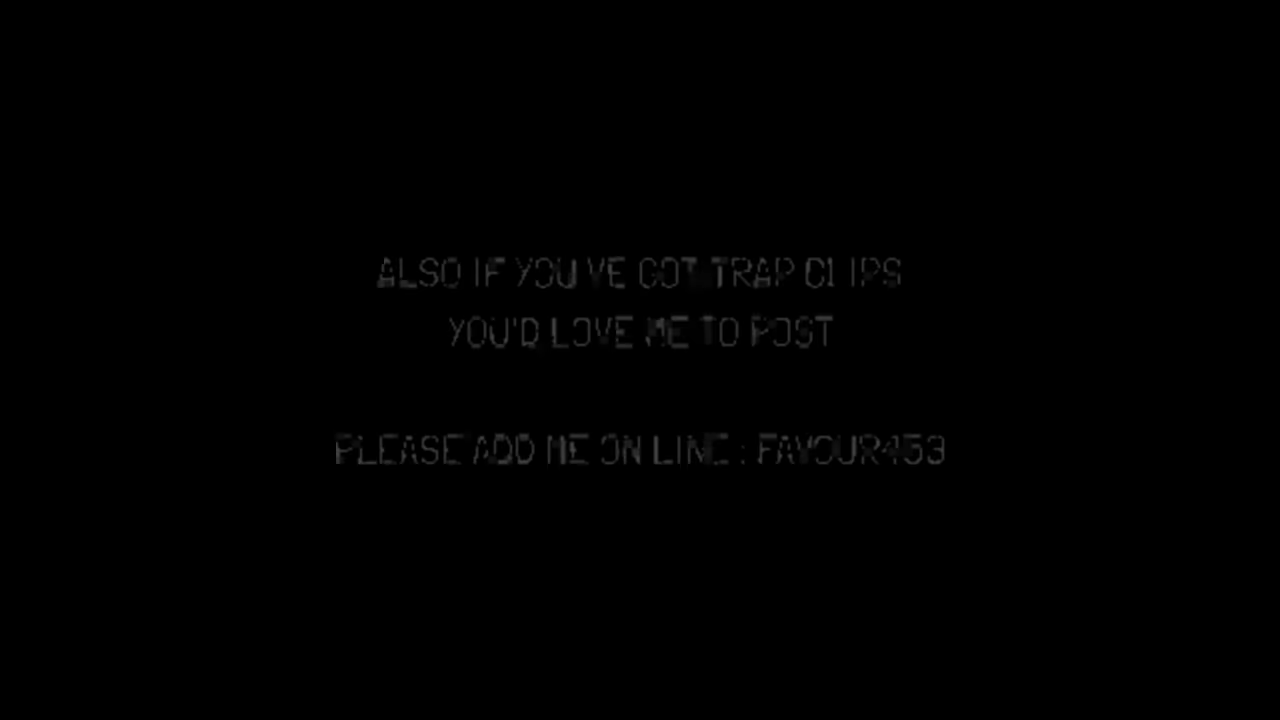 ALSO IF YOU'VE GOT TRAP CLIPS
YOU'D LOVE ME TO POST
PLEASE ADD ME ON LINE : FAVOUR453